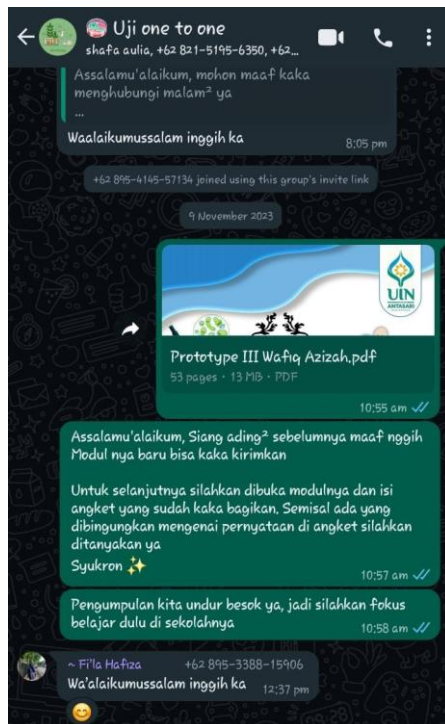 Uji one to one
shafa aulia, +62 821-5195-6350, +62...
Assalamu'alaikum, mohon maaf kaka
menghubungi malam² ya
...
Waalaikumussalam inggih ka
8:05 pm
+62 895-4145-57134 joined using this group's invite link
9 November 2023
UIN
ANTASARI
Prototype III Wafiq Azizah.pdf
53 pages • 13 MB • PDF
10:55 am
Assalamu'alaikum, Siang ading² sebelumnya maaf nggih
Modul nya baru bisa kaka kirimkan
Untuk selanjutnya silahkan dibuka modulnya dan isi
angket yang sudah kaka bagikan. Semisal ada yang
dibingungkan mengenai pernyataan di angket silahkan
ditanyakan ya
Syukron ✨
10:57 am
Pengumpulan kita undur besok ya, jadi silahkan fokus
belajar dulu di sekolahnya
10:58 am
~ Fi'la Hafiza +62 895-3388-15906
Wa'alaikumussalam inggih ka
12:37 pm
😊